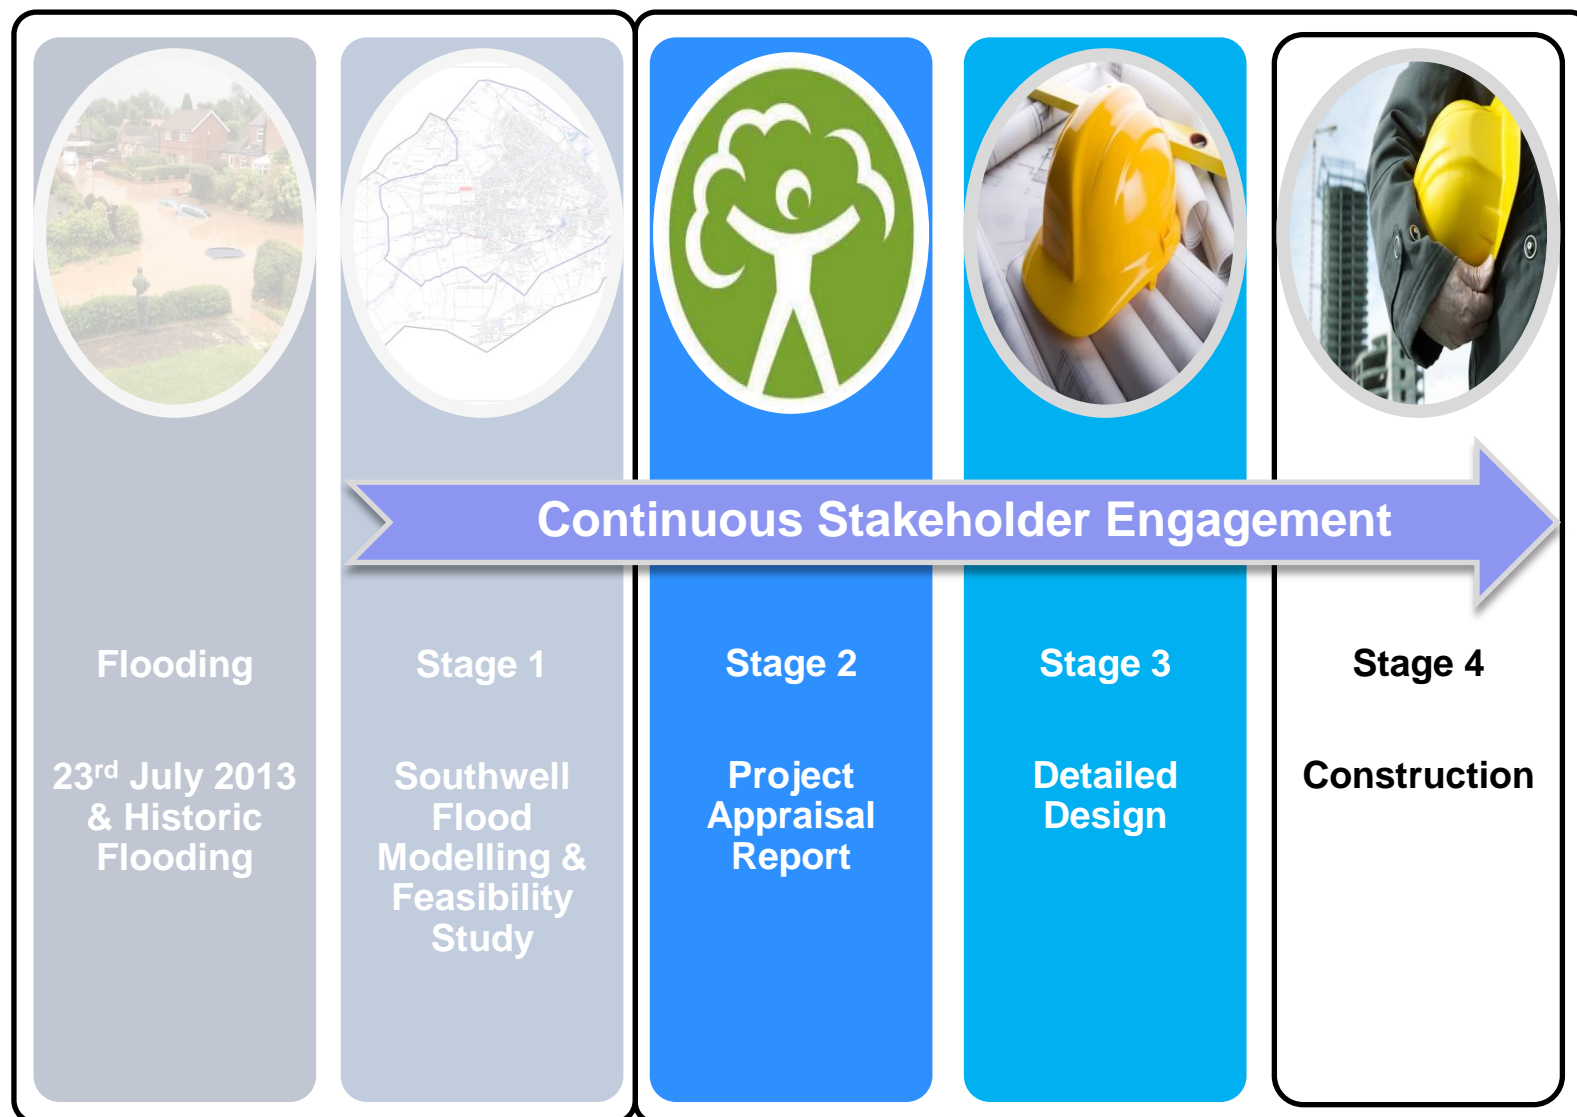 Continuous Stakeholder Engagement
Flooding
23rd July 2013
& Historic
Flooding
Stage 1
Southwell
Flood
Modelling &
Feasibility
Study
Stage 2
Project
Appraisal
Report
Stage 3
Detailed
Design
Stage 4
Construction